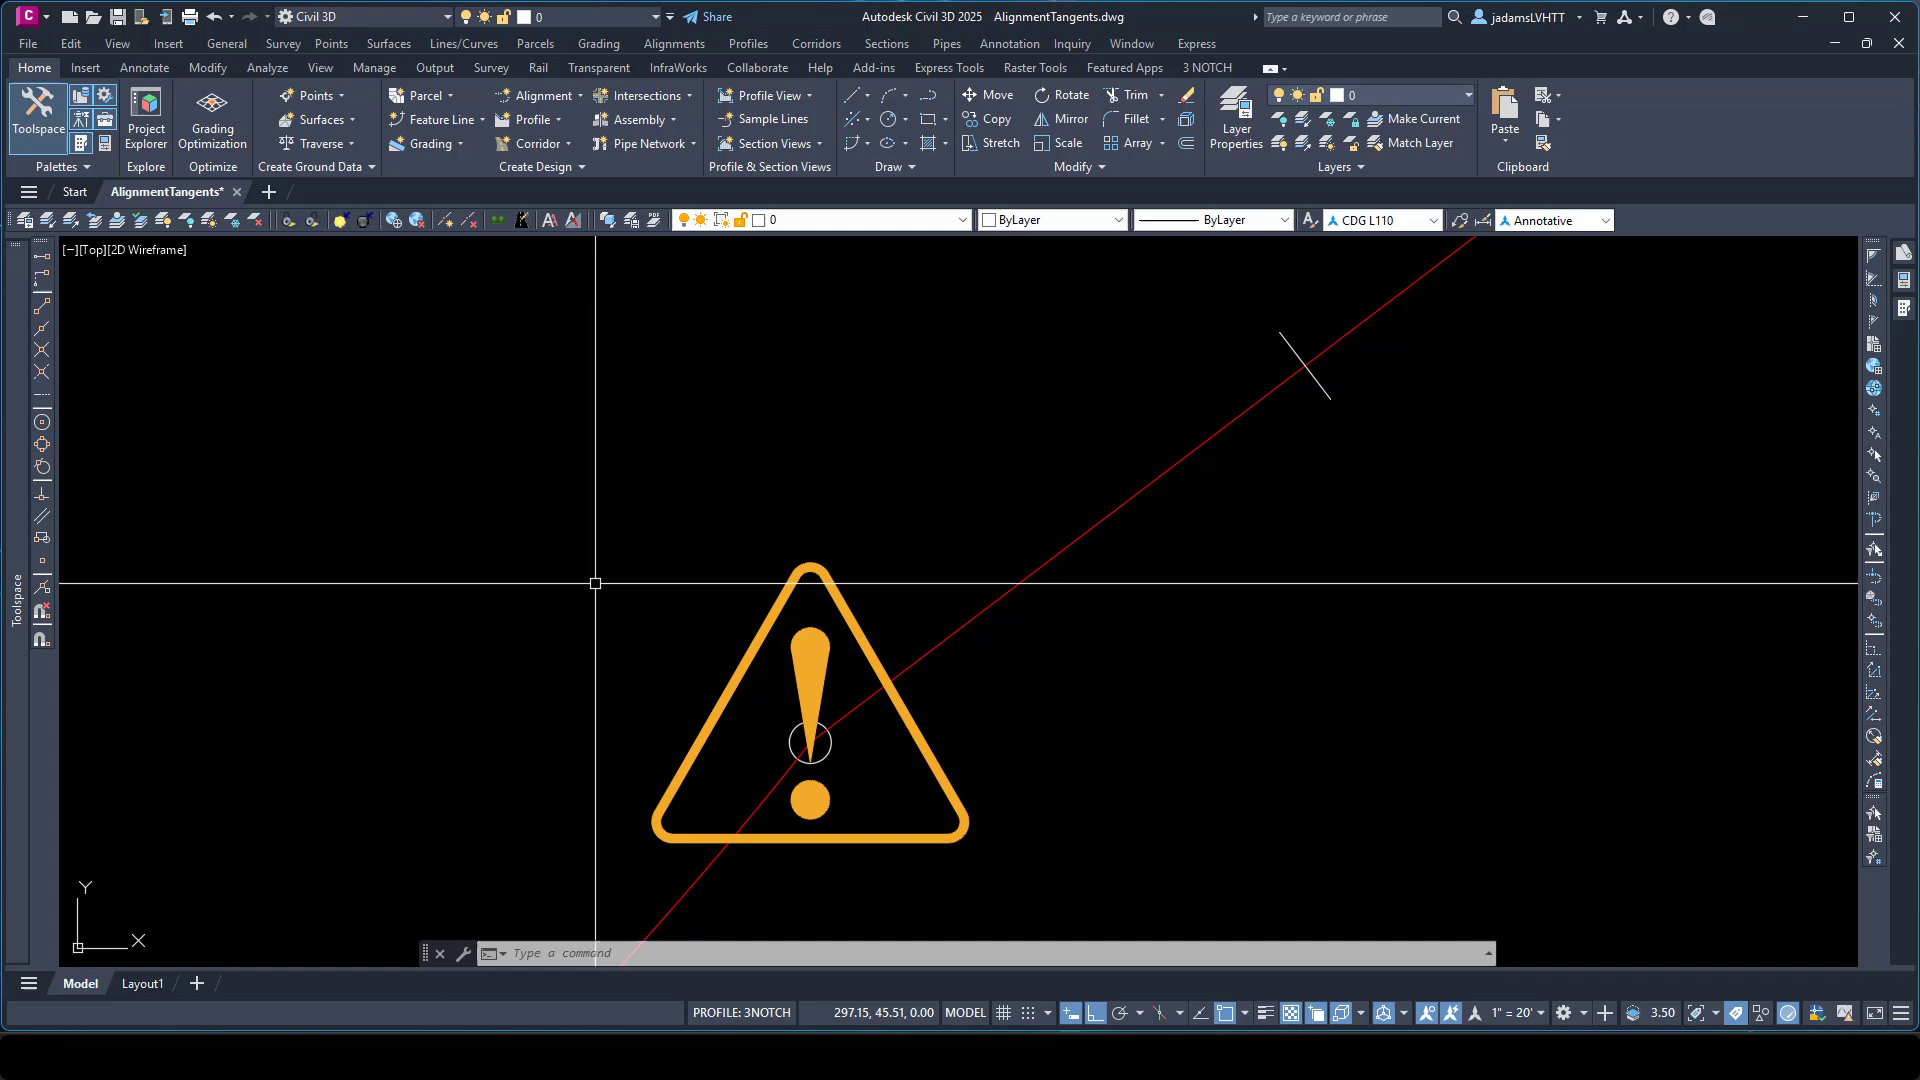 C Civil 3D 0 Share Autodesk Civil 3D 2025 AlignmentTangents.dwg Type a keyword or phrase jadamsLVHTT
File Edit View Insert General Survey Points Surfaces Lines/Curves Parcels Grading Alignments Profiles Corridors Sections Pipes Annotation Inquiry Window Express
Home Insert Annotate Modify Analyze View Manage Output Survey Rail Transparent InfraWorks Collaborate Help Add-ins Express Tools Raster Tools Featured Apps 3 NOTCH
Points Parcel Alignment Intersections Profile View Move Rotate Trim 0
Toolspace Project Explorer Grading Optimization Surfaces Feature Line Profile Assembly Sample Lines Copy Mirror Fillet Layer Properties Make Current Paste
Traverse Grading Corridor Pipe Network Section Views Stretch Scale Array Match Layer
Palettes Explore Optimize Create Ground Data Create Design Profile & Section Views Draw Modify Layers Clipboard
Start AlignmentTangents*
0 ByLayer ByLayer CDG L110 Annotative
[−][Top][2D Wireframe]
Toolspace
Y
X
Type a command
Model Layout1
PROFILE: 3NOTCH 297.15, 45.51, 0.00 MODEL 1" = 20' 3.50